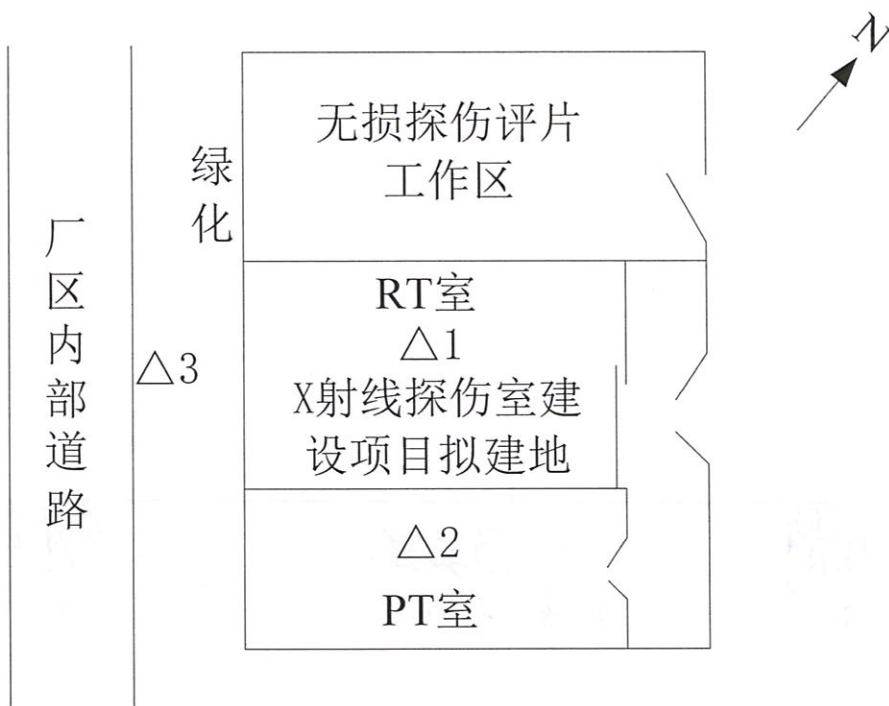 N
无损探伤评片
工作区
绿化
厂区内部道路
RT室
△1
X射线探伤室建
设项目拟建地
△3
△2
PT室